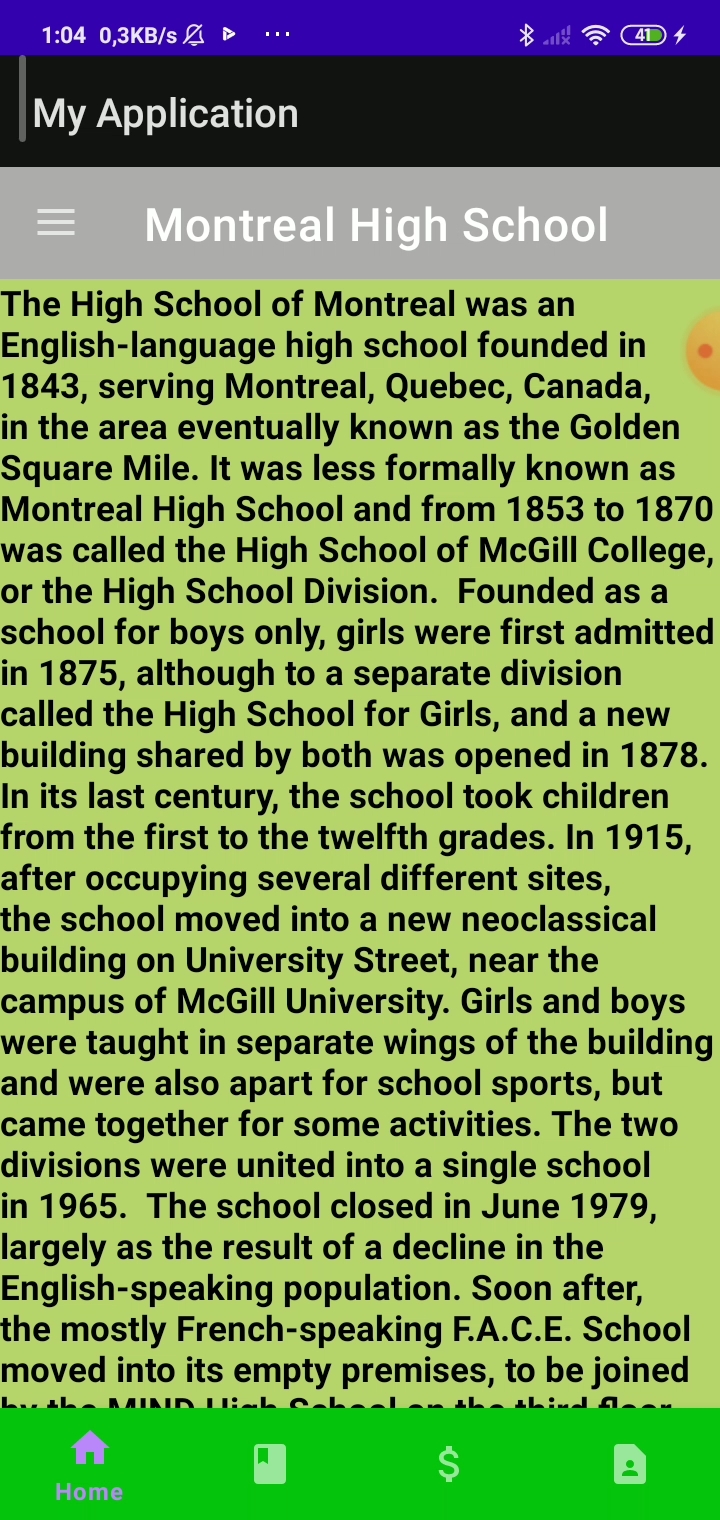 1:04 0,3KB/s
41
My Application
Montreal High School
The High School of Montreal was an
English-language high school founded in
1843, serving Montreal, Quebec, Canada,
in the area eventually known as the Golden
Square Mile. It was less formally known as
Montreal High School and from 1853 to 1870
was called the High School of McGill College,
or the High School Division.  Founded as a
school for boys only, girls were first admitted
in 1875, although to a separate division
called the High School for Girls, and a new
building shared by both was opened in 1878.
In its last century, the school took children
from the first to the twelfth grades. In 1915,
after occupying several different sites,
the school moved into a new neoclassical
building on University Street, near the
campus of McGill University. Girls and boys
were taught in separate wings of the building
and were also apart for school sports, but
came together for some activities. The two
divisions were united into a single school
in 1965.  The school closed in June 1979,
largely as the result of a decline in the
English-speaking population. Soon after,
the mostly French-speaking F.A.C.E. School
moved into its empty premises, to be joined
by the MIND High School on the third floor
Home